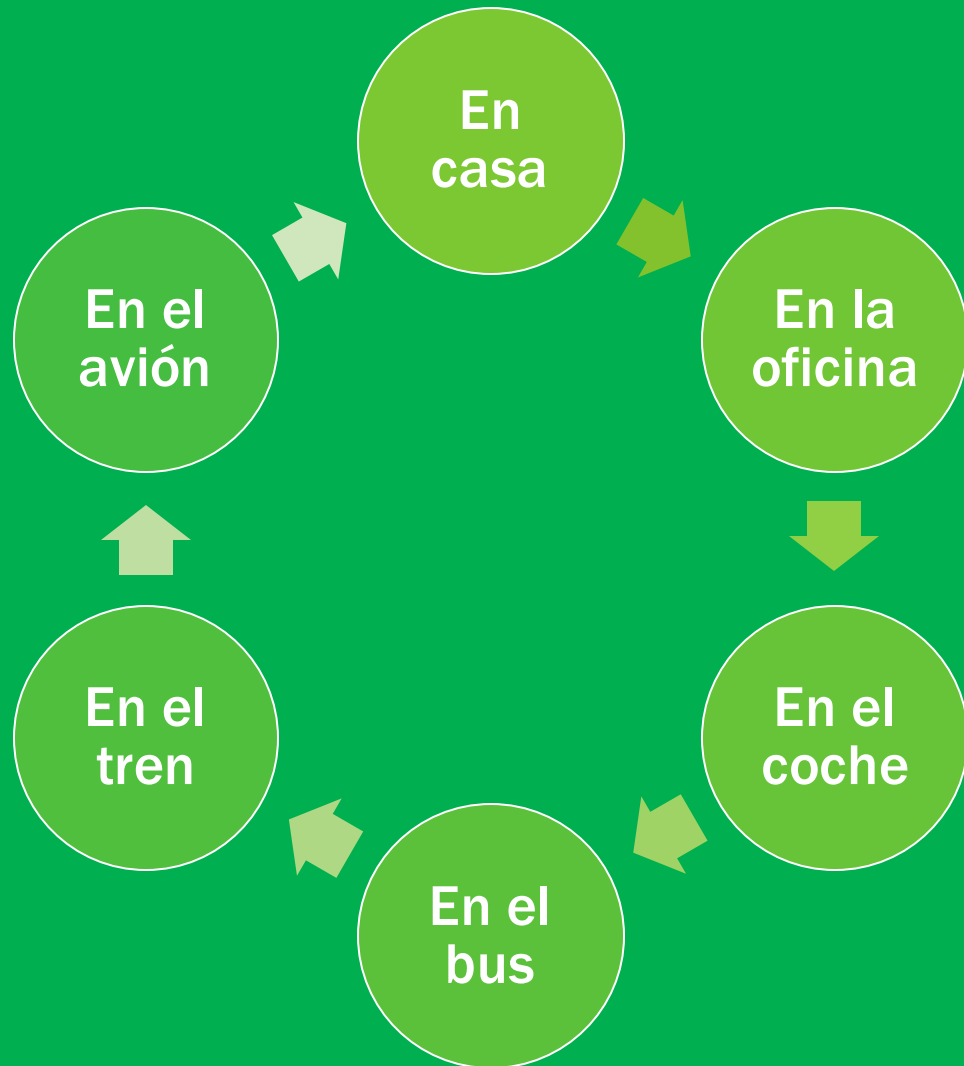 En
casa
En la
oficina
En el
coche
En el
bus
En el
tren
En el
avión